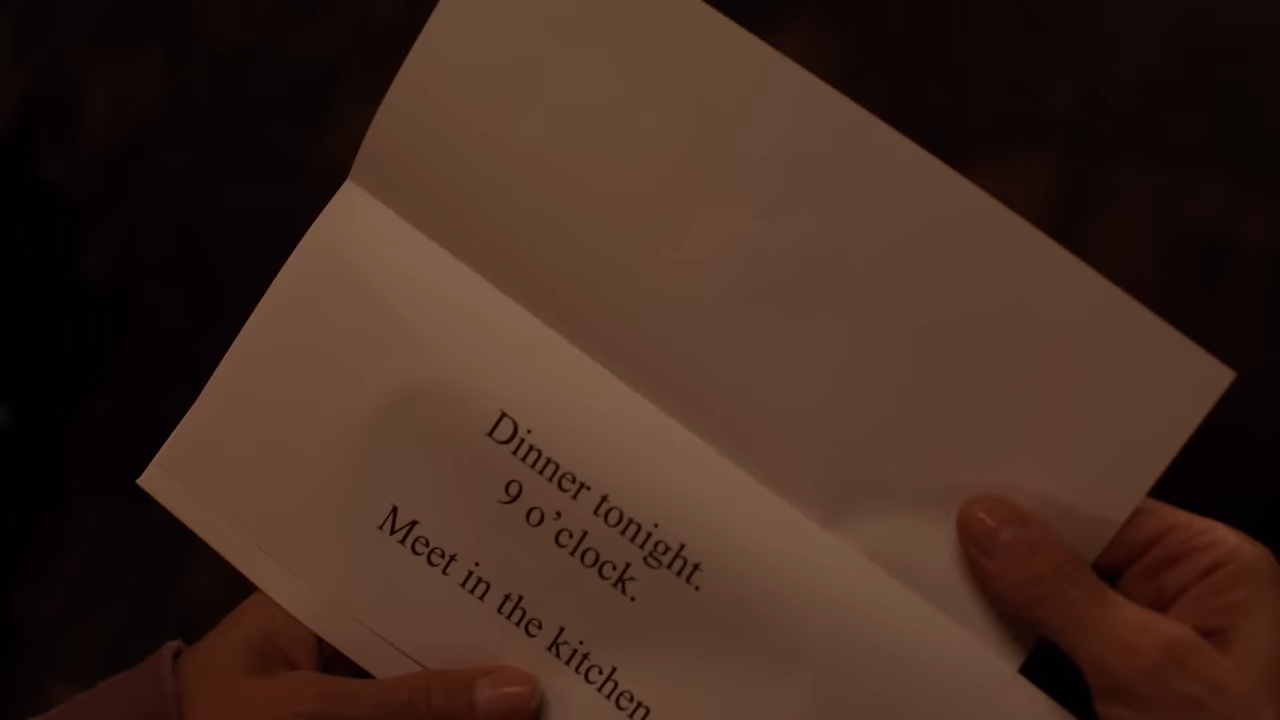 Dinner tonight.
9 o’clock.
Meet in the kitchen